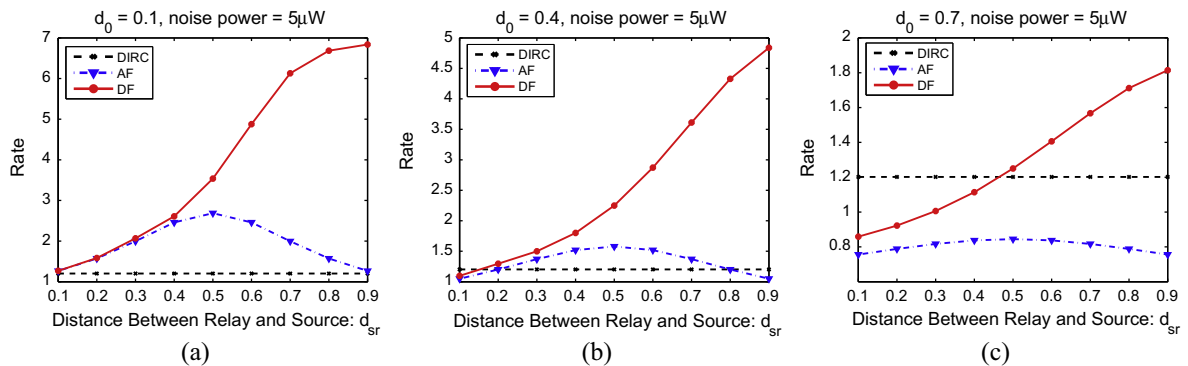 d0 = 0.1, noise power = 5μW
7
6
5
4
3
2
1
Rate
DIRC
AF
DF
0.1 0.2 0.3 0.4 0.5 0.6 0.7 0.8 0.9
Distance Between Relay and Source: dsr
(a)
d0 = 0.4, noise power = 5μW
5
4.5
4
3.5
3
2.5
2
1.5
1
Rate
DIRC
AF
DF
0.1 0.2 0.3 0.4 0.5 0.6 0.7 0.8 0.9
Distance Between Relay and Source: dsr
(b)
d0 = 0.7, noise power = 5μW
2
1.8
1.6
1.4
1.2
1
0.8
Rate
DIRC
AF
DF
0.1 0.2 0.3 0.4 0.5 0.6 0.7 0.8 0.9
Distance Between Relay and Source: dsr
(c)